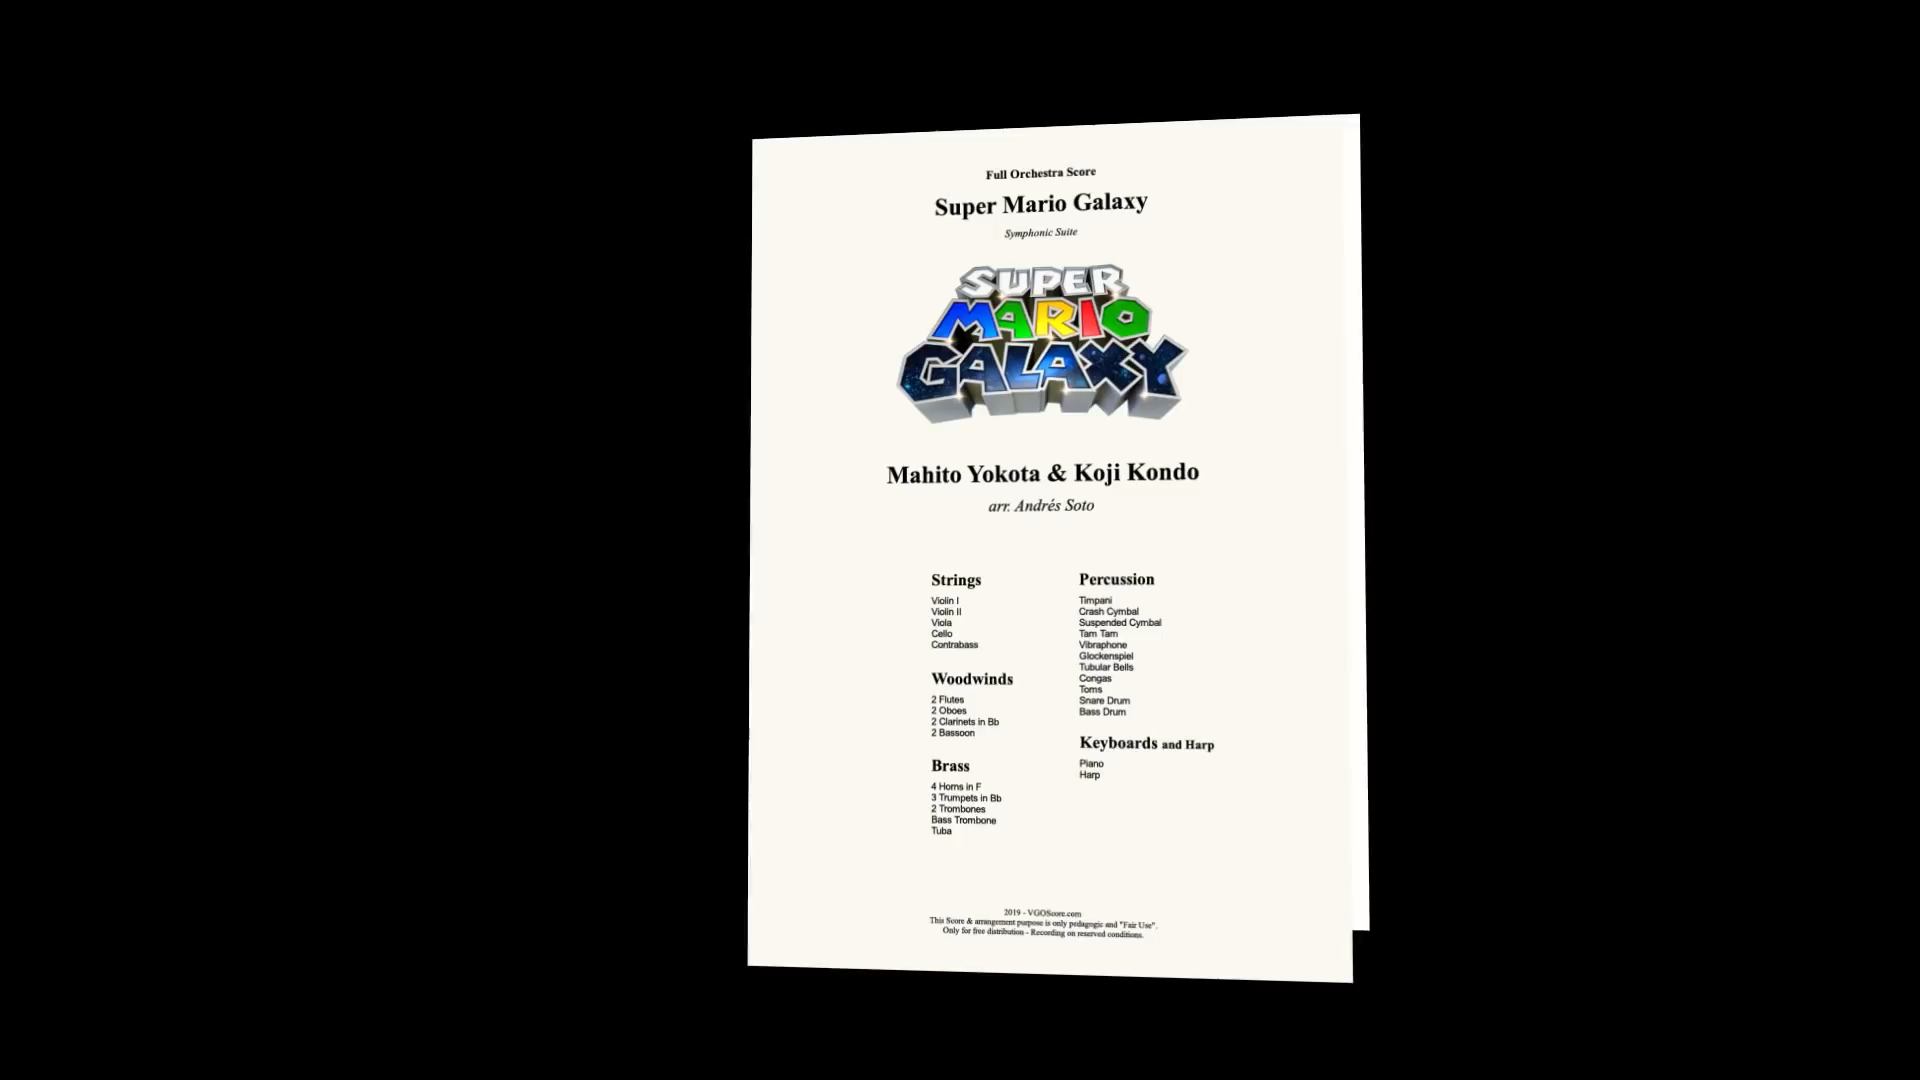 Full Orchestra Score
Super Mario Galaxy
Symphonic Suite
SUPER
MARIO
GALAXY
Mahito Yokota & Koji Kondo
arr. Andrés Soto
Strings
Violin I
Violin II
Viola
Cello
Contrabass
Woodwinds
2 Flutes
2 Oboes
2 Clarinets in Bb
2 Bassoon
Brass
4 Horns in F
3 Trumpets in Bb
2 Trombones
Bass Trombone
Tuba
Percussion
Timpani
Crash Cymbal
Suspended Cymbal
Tam Tam
Vibraphone
Glockenspiel
Tubular Bells
Congas
Toms
Snare Drum
Bass Drum
Keyboards and Harp
Piano
Harp
2019 - VGOScore.com
This Score & arrangement purpose is only pedagogic and "Fair Use".
Only for free distribution - Recording on reserved conditions.